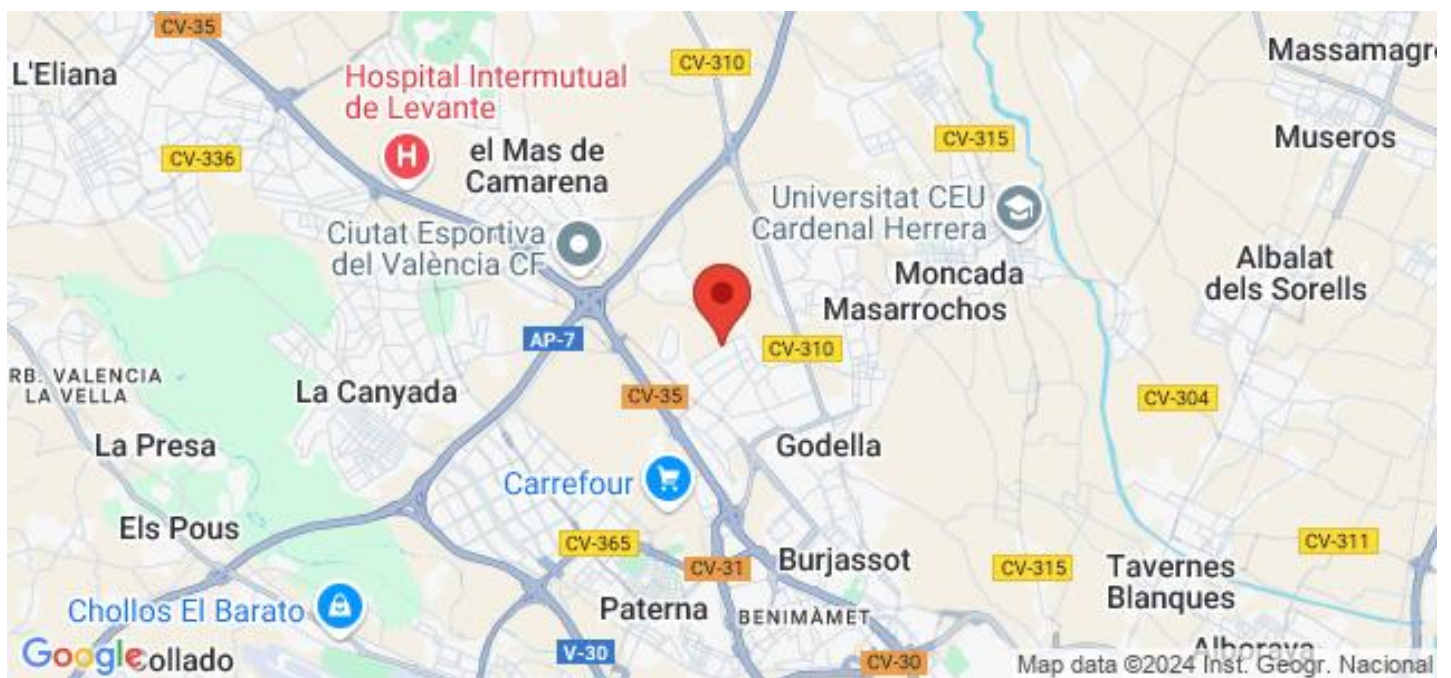 CV-35
L'Eliana
Hospital Intermutual
de Levante
H
CV-336
el Mas de
Camarena
CV-310
CV-315
Massamagr
Museros
Ciutat Esportiva
del València CF
Universitat CEU
Cardenal Herrera
Moncada
Masarrochos
Albalat
dels Sorells
AP-7
CV-310
RB. VALENCIA
LA VELLA
La Canyada
CV-35
CV-304
La Presa
Godella
Carrefour
Els Pous
CV-365
CV-31
Burjassot
CV-315
CV-311
Tavernes
Blanques
Chollos El Barato
Paterna
BENIMÀMET
Google
Collado
V-30
CV-30
Alboraya
Map data ©2024 Inst. Geogr. Nacional